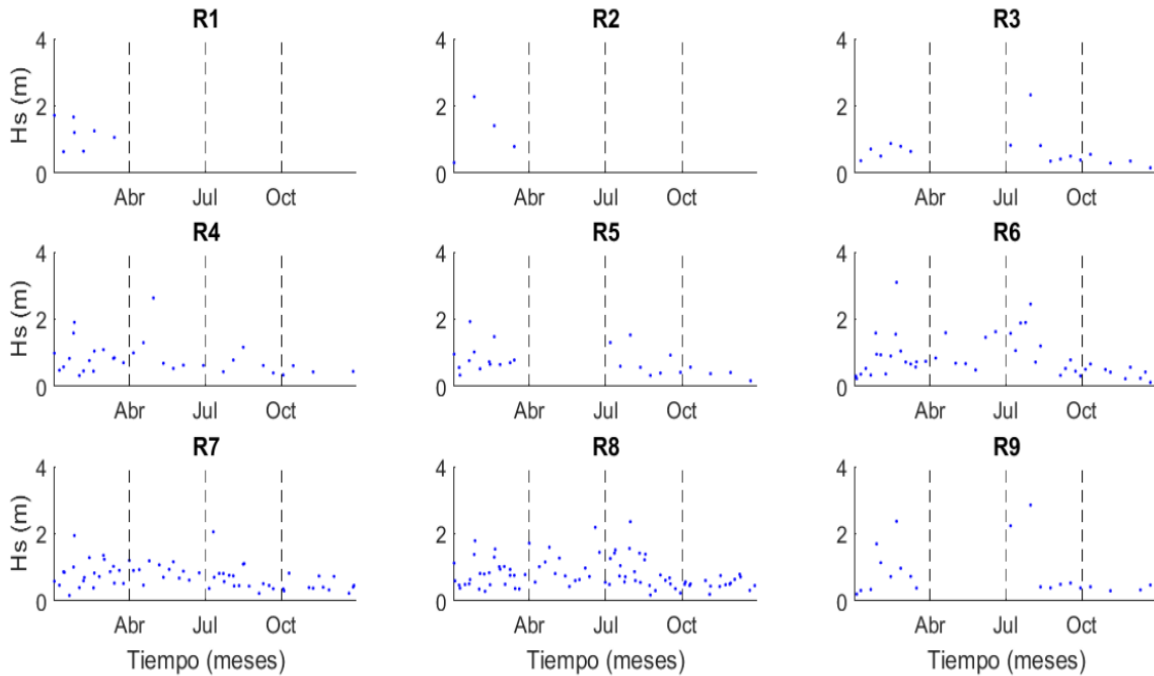 R1 R2 R3
4 4 4
Hs (m)
2 2 2
0 0 0
Abr Jul Oct Abr Jul Oct Abr Jul Oct
R4 R5 R6
4 4 4
Hs (m)
2 2 2
0 0 0
Abr Jul Oct Abr Jul Oct Abr Jul Oct
R7 R8 R9
4 4 4
Hs (m)
2 2 2
0 0 0
Abr Jul Oct Abr Jul Oct Abr Jul Oct
Tiempo (meses) Tiempo (meses) Tiempo (meses)